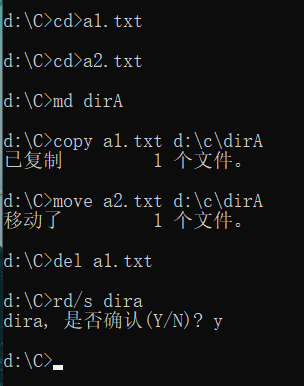 d:\C>cd>a1.txt
d:\C>cd>a2.txt
d:\C>md dirA
d:\C>copy a1.txt d:\c\dirA
已复制         1 个文件。
d:\C>move a2.txt d:\c\dirA
移动了         1 个文件。
d:\C>del a1.txt
d:\C>rd/s dira
dira, 是否确认(Y/N)? y
d:\C>